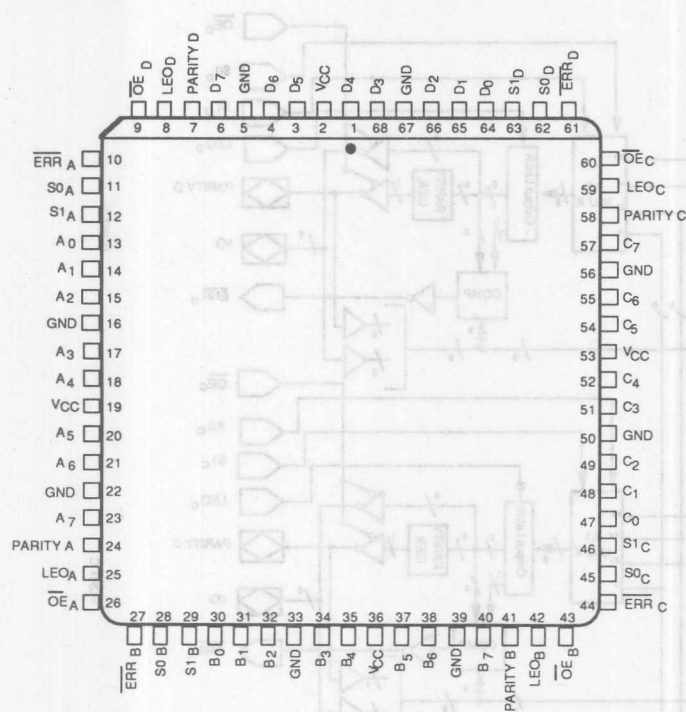 OE D
LEO D
PARITY D
D7
GND
D6
D5
VCC
D4
D3
GND
D2
D1
D0
S1 D
S0 D
ERR D
9 8 7 6 5 4 3 2 1 68 67 66 65 64 63 62 61
ERR A 10
S0 A 11
S1 A 12
A0 13
A1 14
A2 15
GND 16
A3 17
A4 18
VCC 19
A5 20
A6 21
GND 22
A7 23
PARITY A 24
LEO A 25
OE A 26
60 OE C
59 LEO C
58 PARITY C
57 C7
56 GND
55 C6
54 C5
53 VCC
52 C4
51 C3
50 GND
49 C2
48 C1
47 C0
46 S1 C
45 S0 C
44 ERR C
27 28 29 30 31 32 33 34 35 36 37 38 39 40 41 42 43
ERR B
S0 B
S1 B
B0
B1
B2
GND
B3
B4
VCC
B5
B6
GND
B7
PARITY B
LEO B
OE B